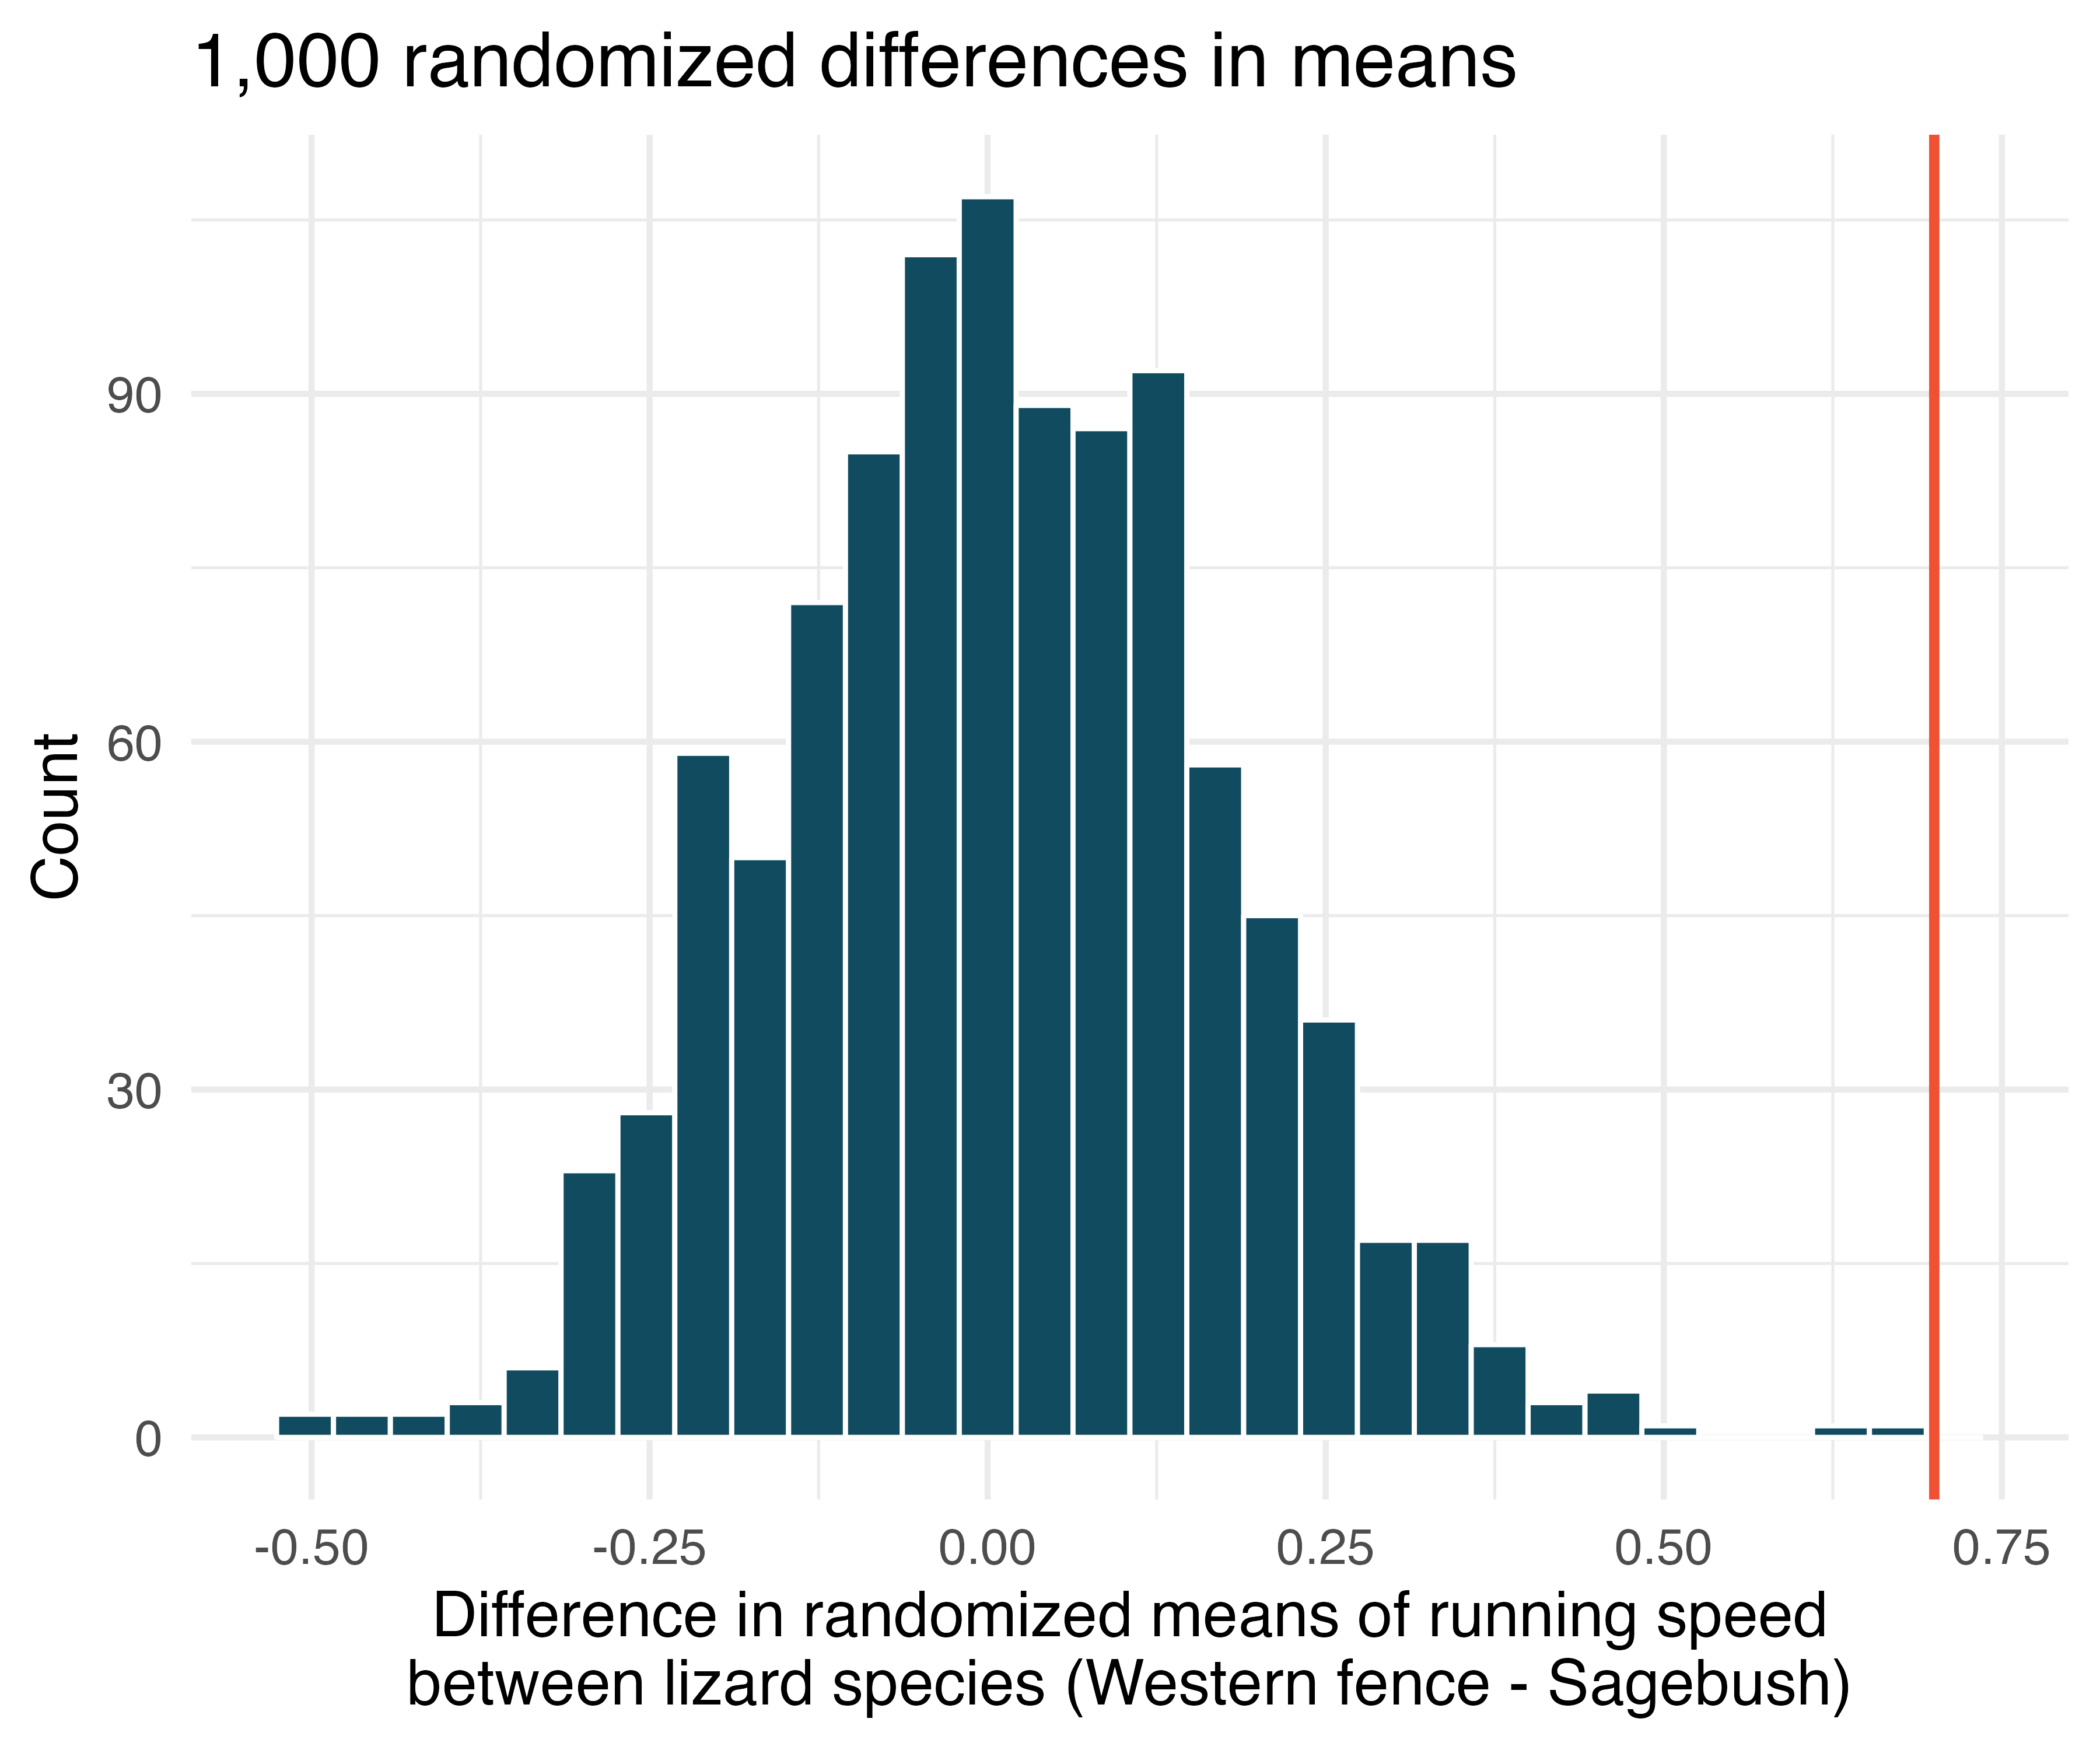 1,000 randomized differences in means
Count
90
60
30
0
-0.50
-0.25
0.00
0.25
0.50
0.75
Difference in randomized means of running speed
between lizard species (Western fence - Sagebush)